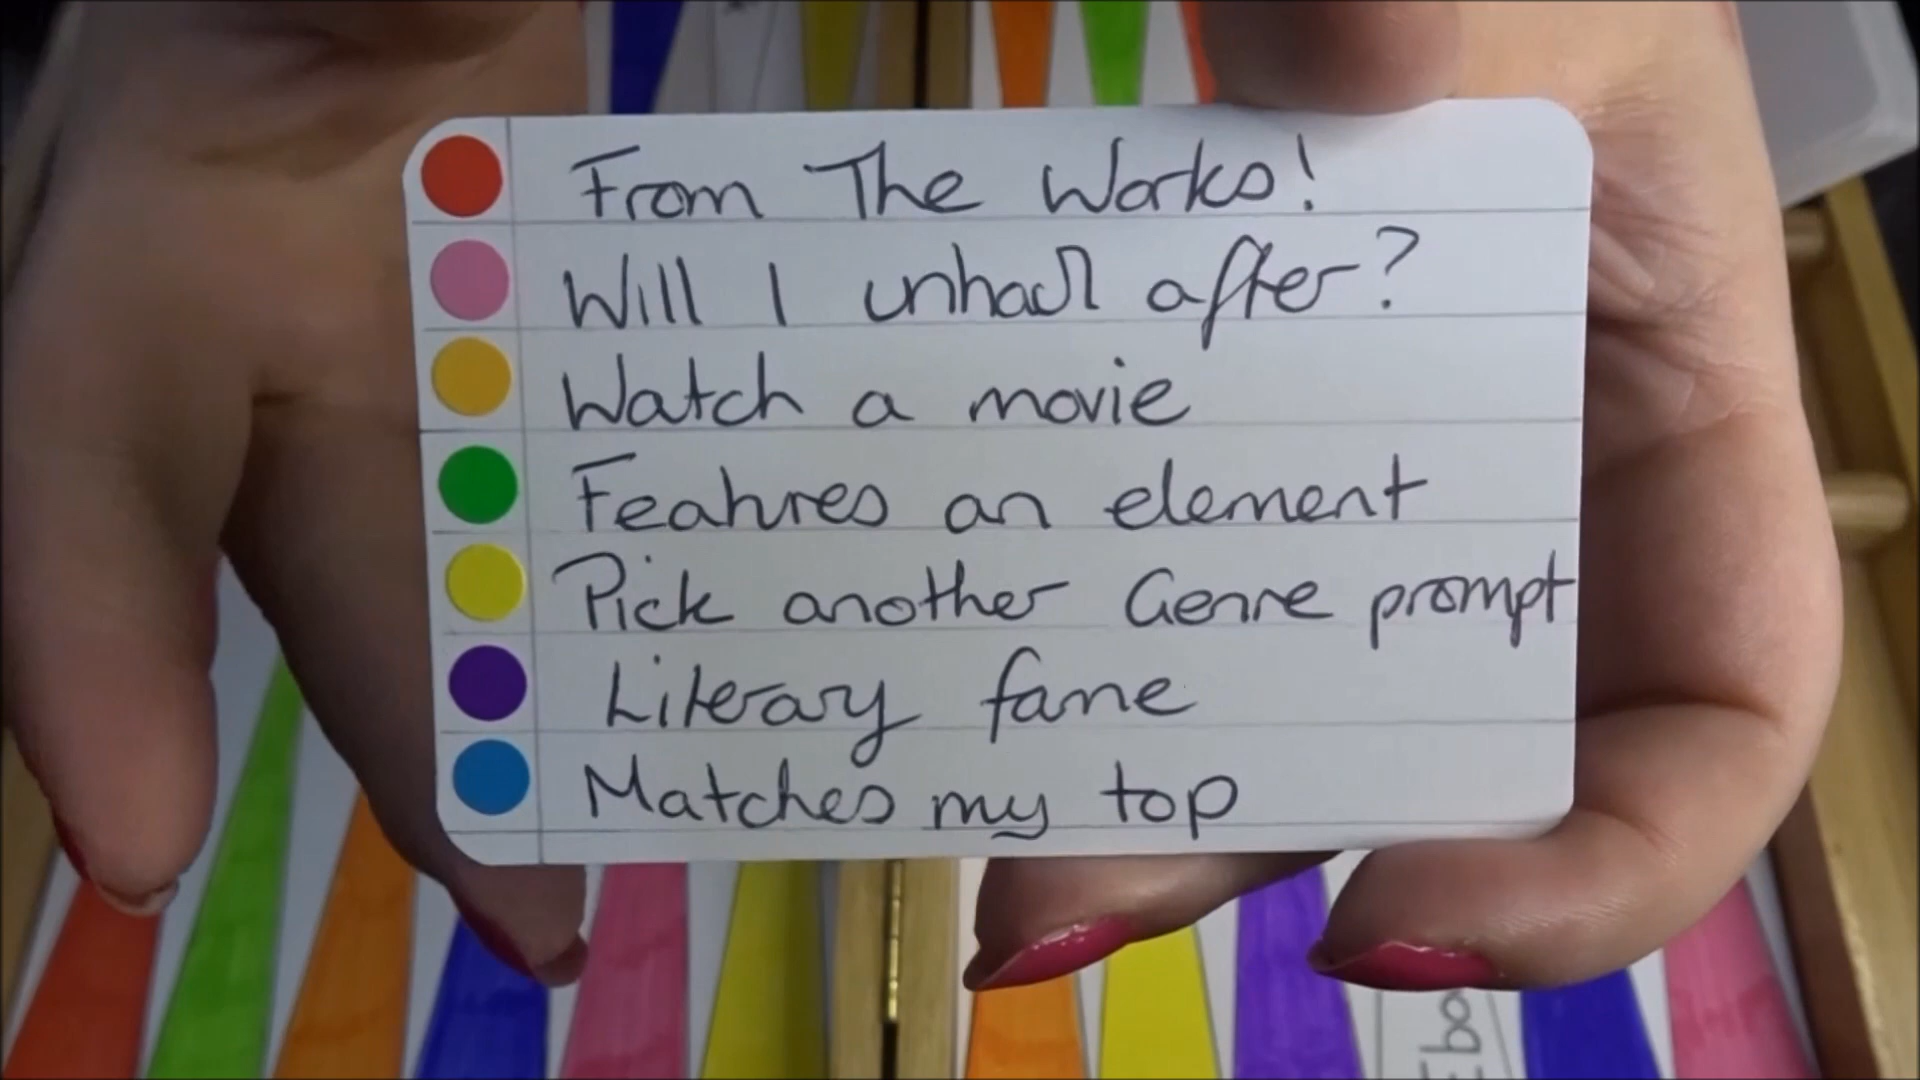 From The Works!
Will I unhaul after?
Watch a movie
Features an element
Pick another Genre prompt
Literary fame
Matches my top
Ebo